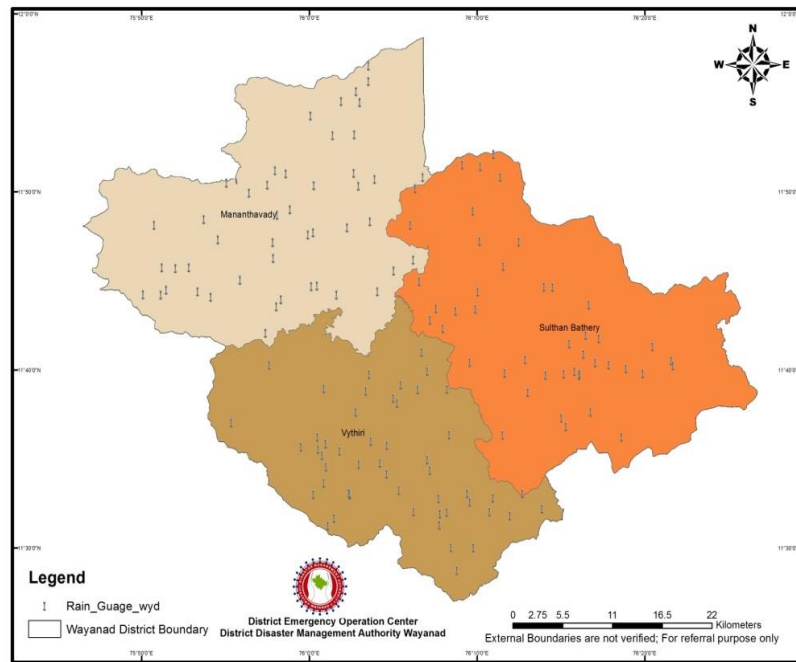 75°50'0"E 76°0'0"E 76°10'0"E 76°20'0"E
12°0'0"N 12°0'0"N
N
W E
S
11°50'0"N 11°50'0"N
Mananthavady
Sulthan Bathery
11°40'0"N 11°40'0"N
Vythiri
11°30'0"N 11°30'0"N
Legend
Rain_Guage_wyd
Wayanad District Boundary
District Emergency Operation Center
District Disaster Management Authority Wayanad
0 2.75 5.5 11 16.5 22
Kilometers
External Boundaries are not verified; For referral purpose only
75°50'0"E 76°0'0"E 76°10'0"E 76°20'0"E